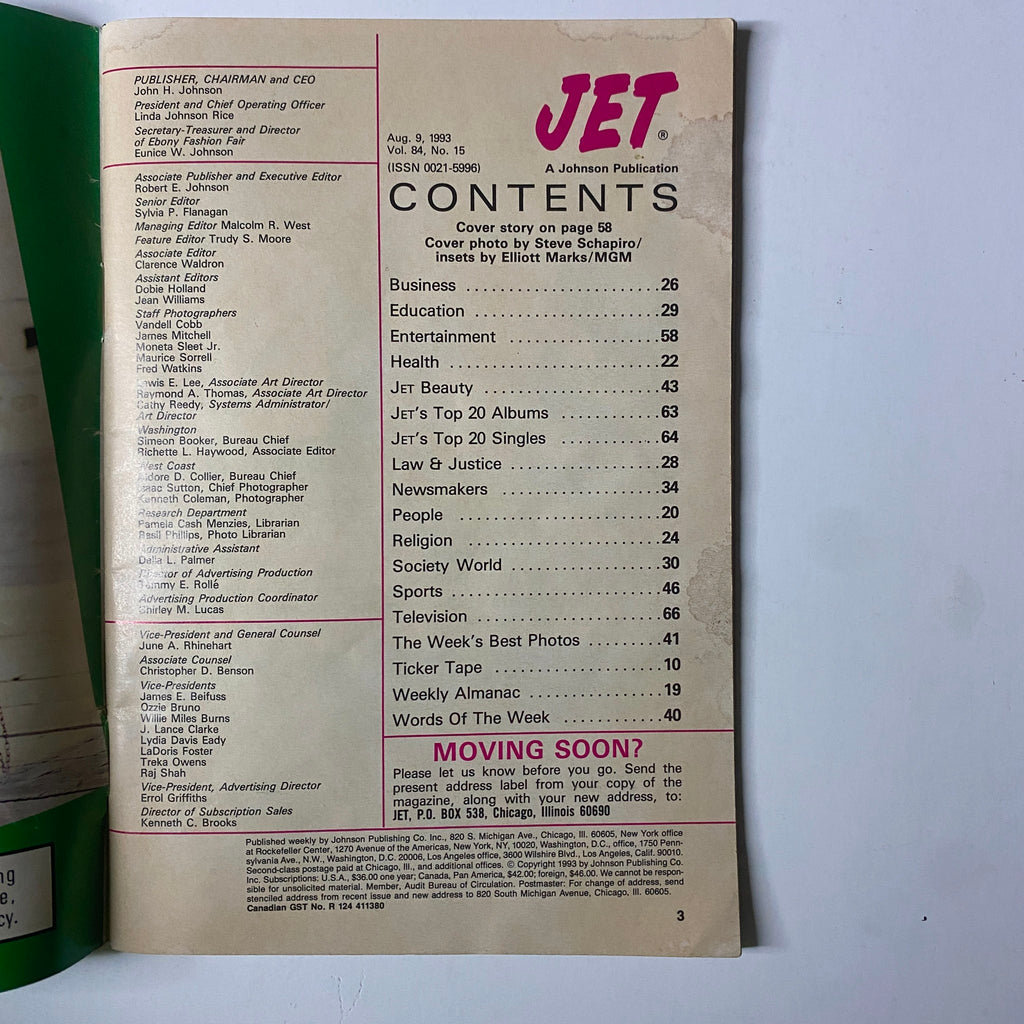 PUBLISHER, CHAIRMAN and CEO
John H. Johnson
President and Chief Operating Officer
Linda Johnson Rice
Secretary-Treasurer and Director
of Ebony Fashion Fair
Eunice W. Johnson
Associate Publisher and Executive Editor
Robert E. Johnson
Senior Editor
Sylvia P. Flanagan
Managing Editor Malcolm R. West
Feature Editor Trudy S. Moore
Associate Editor
Clarence Waldron
Assistant Editors
Dobie Holland
Jean Williams
Staff Photographers
Vandell Cobb
James Mitchell
Moneta Sleet Jr.
Maurice Sorrell
Fred Watkins
Lewis E. Lee, Associate Art Director
Raymond A. Thomas, Associate Art Director
Cathy Reedy, Systems Administrator/
Art Director
Washington
Simeon Booker, Bureau Chief
Richette L. Haywood, Associate Editor
West Coast
D. Collier, Bureau Chief
Isaac Sutton, Chief Photographer
Kenneth Coleman, Photographer
Research Department
Pamela Cash Menzies, Librarian
Basil Phillips, Photo Librarian
Administrative Assistant
L. Palmer
Director of Advertising Production
E. Rollé
Advertising Production Coordinator
Shirley M. Lucas
Vice-President and General Counsel
June A. Rhinehart
Associate Counsel
Christopher D. Benson
Vice-Presidents
James E. Beifuss
Ozzie Bruno
Willie Miles Burns
J. Lance Clarke
Lydia Davis Eady
LaDoris Foster
Treka Owens
Raj Shah
Vice-President, Advertising Director
Errol Griffiths
Director of Subscription Sales
Kenneth C. Brooks
JET®
Aug. 9, 1993
Vol. 84, No. 15
(ISSN 0021-5996) A Johnson Publication
CONTENTS
Cover story on page 58
Cover photo by Steve Schapiro/
insets by Elliott Marks/MGM
Business ........................26
Education ......................29
Entertainment ..................58
Health ..........................22
JET Beauty ......................43
JET's Top 20 Albums ............63
JET's Top 20 Singles ............64
Law & Justice ..................28
Newsmakers ....................34
People ..........................20
Religion ........................24
Society World ..................30
Sports ..........................46
Television ......................66
The Week's Best Photos ........41
Ticker Tape ....................10
Weekly Almanac ................19
Words Of The Week ............40
MOVING SOON?
Please let us know before you go. Send the
present address label from your copy of the
magazine, along with your new address, to:
JET, P.O. BOX 538, Chicago, Illinois 60690
Published weekly by Johnson Publishing Co. Inc., 820 S. Michigan Ave., Chicago, Ill. 60605, New York office
at Rockefeller Center, 1270 Avenue of the Americas, New York, NY, 10020, Washington, D.C., office, 1750 Penn-
sylvania Ave., N.W., Washington, D.C. 20006, Los Angeles office, 3600 Wilshire Blvd., Los Angeles, Calif. 90010.
Second-class postage paid at Chicago, Ill., and additional offices. © Copyright 1993 by Johnson Publishing Co.
Inc. Subscriptions: U.S.A., $36.00 one year; Canada, Pan America, $42.00; foreign, $46.00. We cannot be respon-
sible for unsolicited material. Member, Audit Bureau of Circulation. Postmaster: For change of address, send
stenciled address from recent issue and new address to 820 South Michigan Avenue, Chicago, Ill. 60605.
Canadian GST No. R 124 411380
3